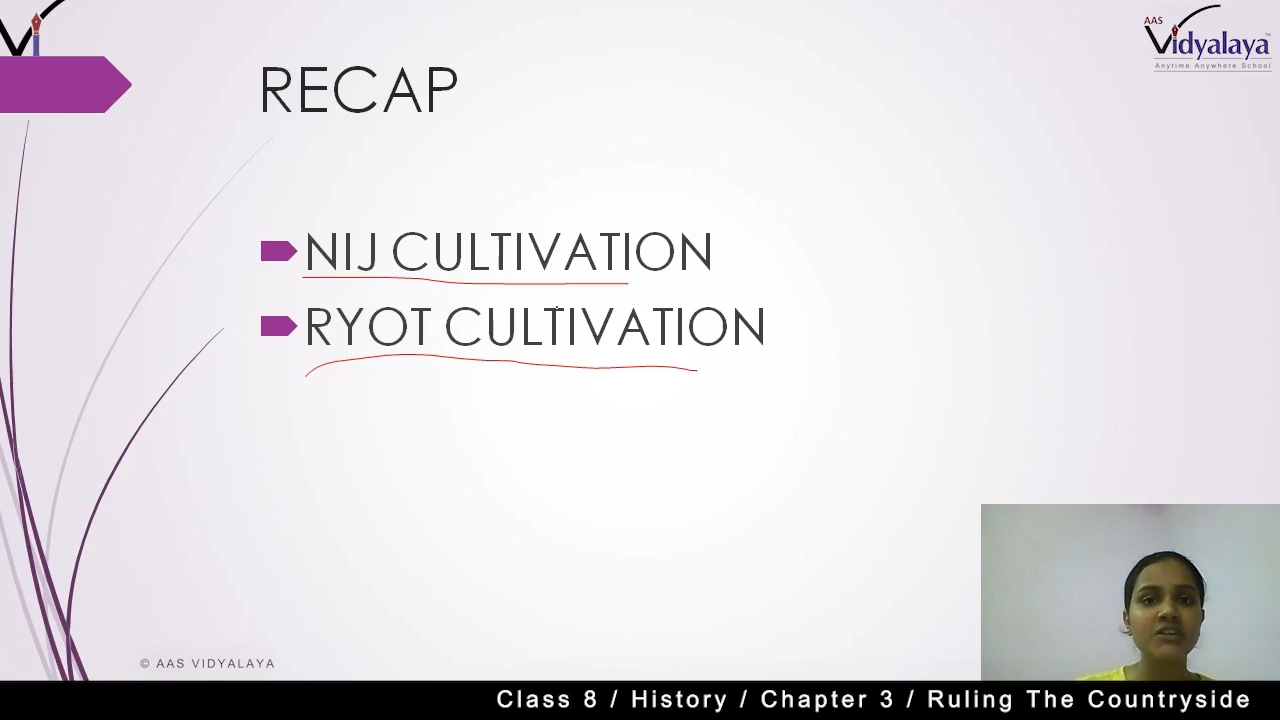 RECAP
AAS
Vidyalaya
Anytime Anywhere School
NIJ CULTIVATION
RYOT CULTIVATION
© AAS VIDYALAYA
Class 8 / History / Chapter 3 / Ruling The Countryside